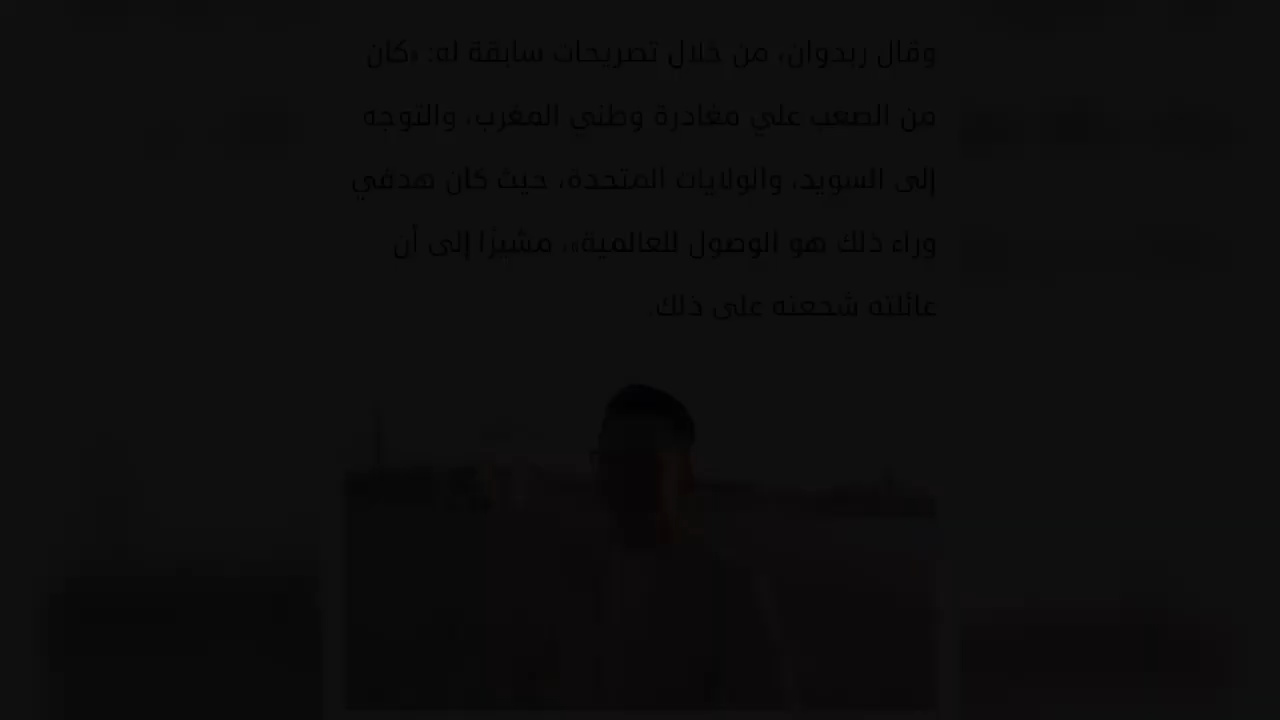 وقال ريدوان، من خلال تصريحات سابقة له: «كان
من الصعب علي مغادرة وطني المغرب، والتوجه
إلى السويد، والولايات المتحدة، حيث كان هدفي
وراء ذلك هو الوصول للعالمية»، مشيرًا إلى أن
عائلته شجعته على ذلك.